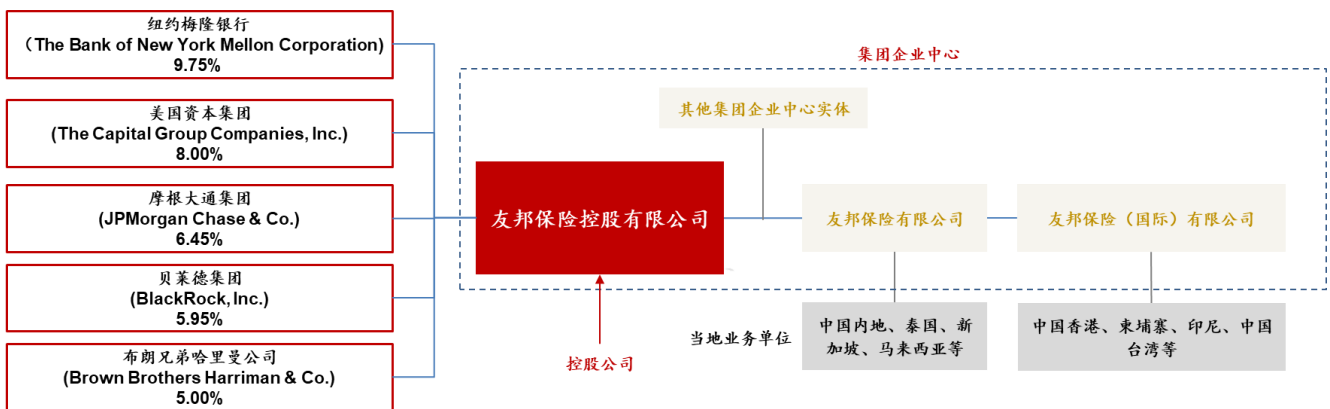 纽约梅隆银行
（The Bank of New York Mellon Corporation)
9.75%
美国资本集团
(The Capital Group Companies, Inc.)
8.00%
摩根大通集团
(JPMorgan Chase & Co.)
6.45%
贝莱德集团
(BlackRock, Inc.)
5.95%
布朗兄弟哈里曼公司
(Brown Brothers Harriman & Co.)
5.00%
集团企业中心
其他集团企业中心实体
友邦保险控股有限公司
友邦保险有限公司
友邦保险（国际）有限公司
控股公司
当地业务单位
中国内地、泰国、新
加坡、马来西亚等
中国香港、柬埔寨、印尼、中国
台湾等